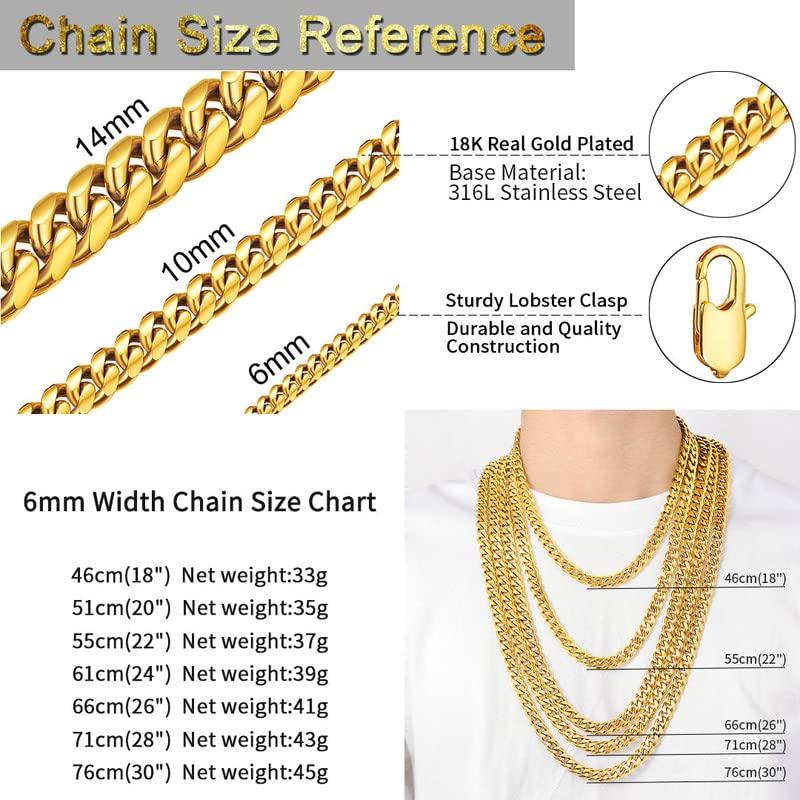 Chain Size Reference
14mm
10mm
6mm
18K Real Gold Plated
Base Material:
316L Stainless Steel
Sturdy Lobster Clasp
Durable and Quality
Construction
6mm Width Chain Size Chart
46cm(18") Net weight:33g
51cm(20") Net weight:35g
55cm(22") Net weight:37g
61cm(24") Net weight:39g
66cm(26") Net weight:41g
71cm(28") Net weight:43g
76cm(30") Net weight:45g
46cm(18")
55cm(22")
66cm(26")
71cm(28")
76cm(30")